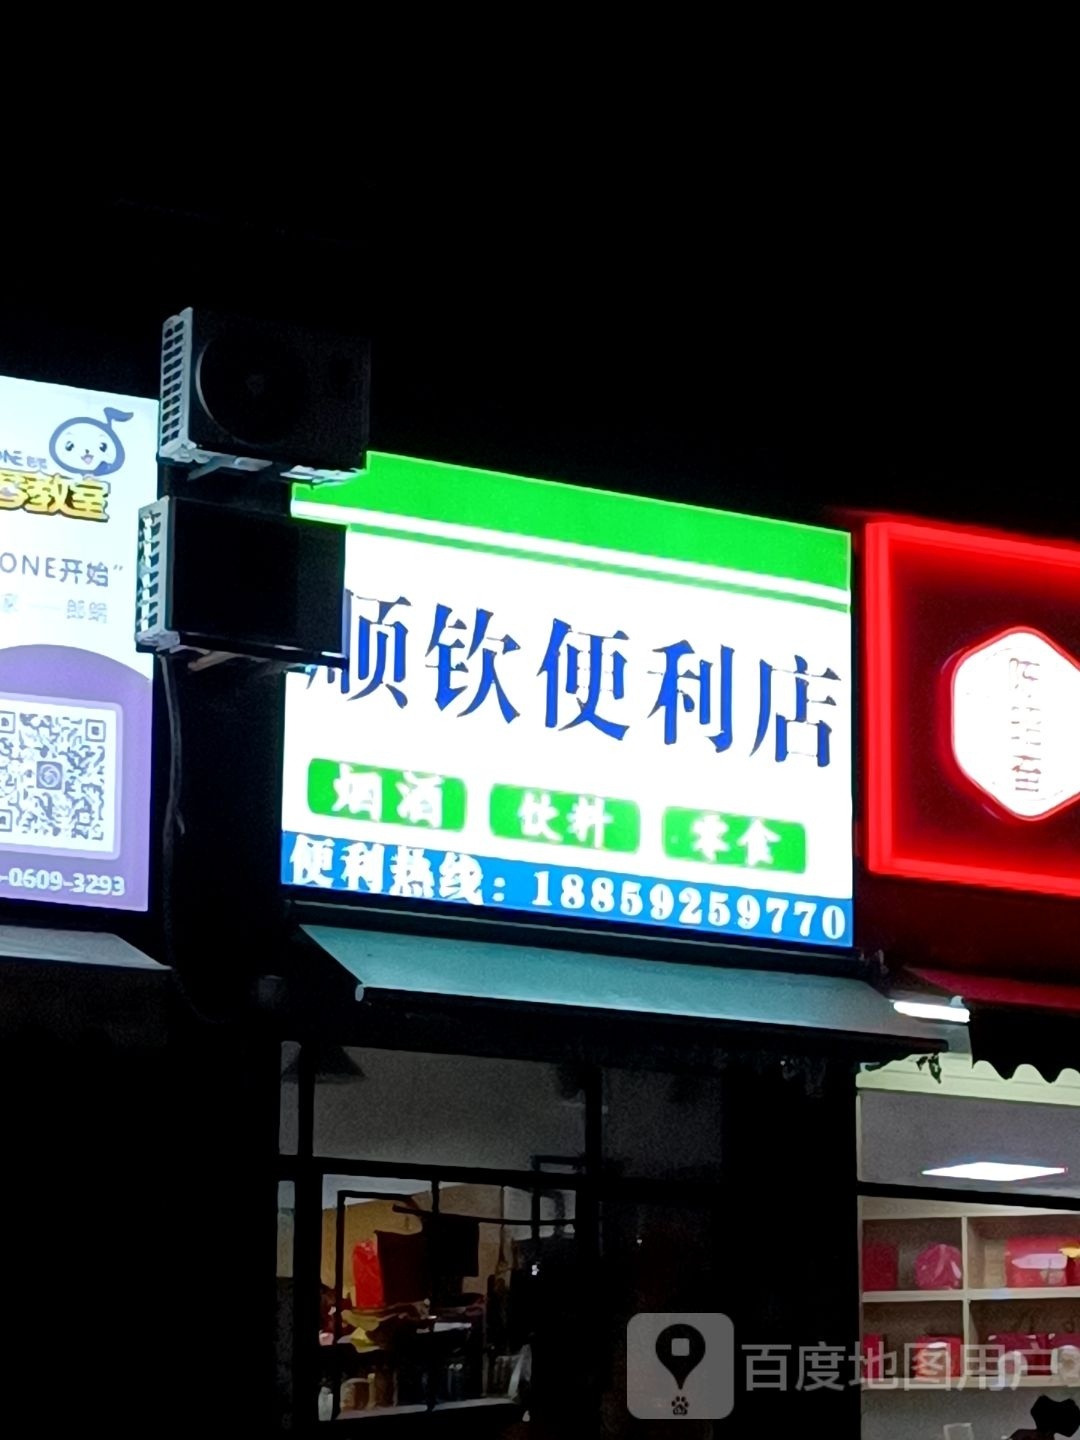 教室
ONE开始”
-0609-3293
顺钦便利店
烟酒 饮料 零食
便利热线：18859259770
百度地图用户